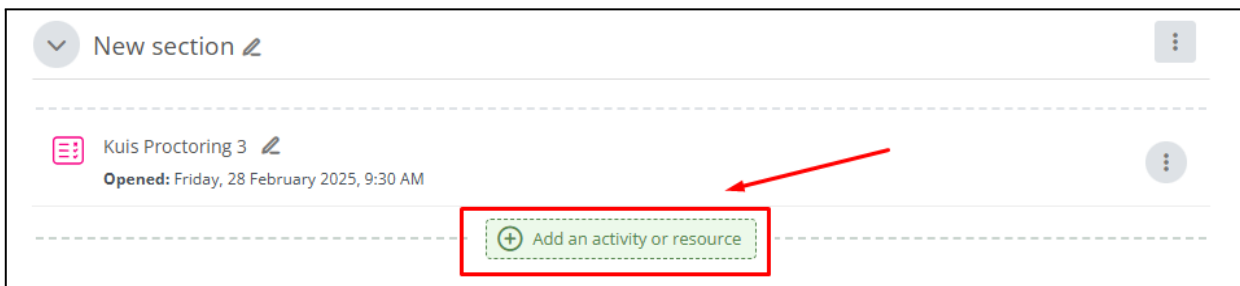 New section
Kuis Proctoring 3
Opened: Friday, 28 February 2025, 9:30 AM
Add an activity or resource